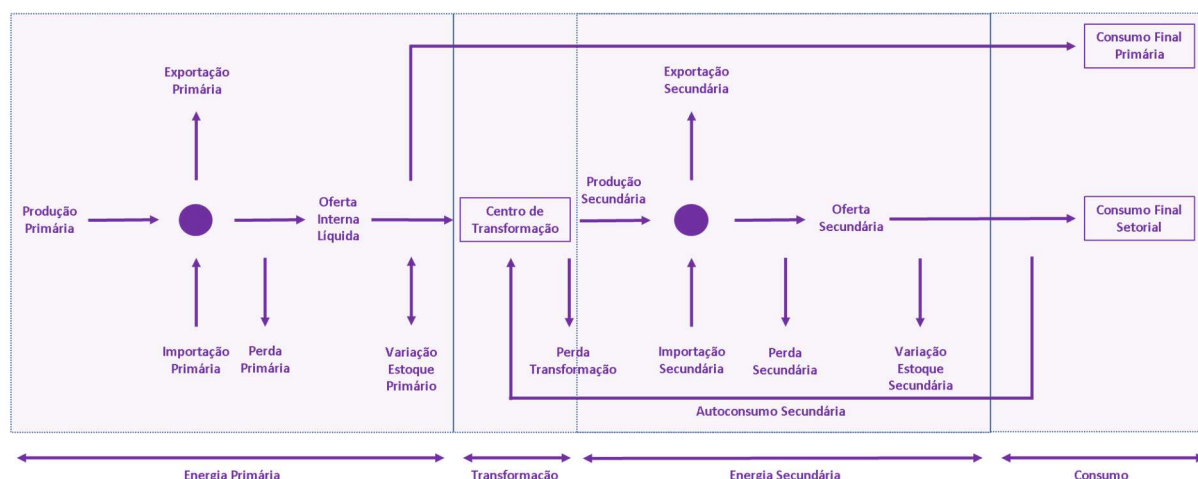 Consumo Final
Primária
Exportação
Primária
Exportação
Secundária
Produção
Primária
Oferta
Interna
Líquida
Centro de
Transformação
Produção
Secundária
Oferta
Secundária
Consumo Final
Setorial
Importação
Primária
Perda
Primária
Variação
Estoque
Primário
Perda
Transformação
Importação
Secundária
Perda
Secundária
Variação
Estoque
Secundária
Autoconsumo Secundária
Energia Primária
Transformação
Energia Secundária
Consumo